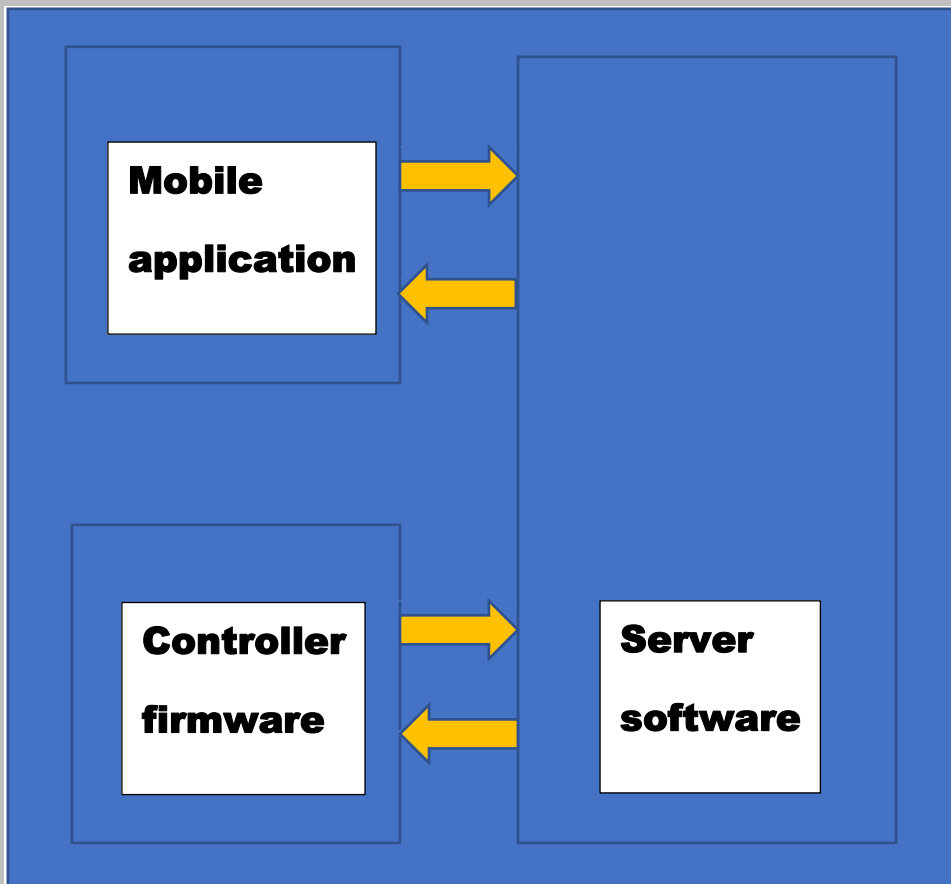 Mobile
application
Controller
firmware
Server
software